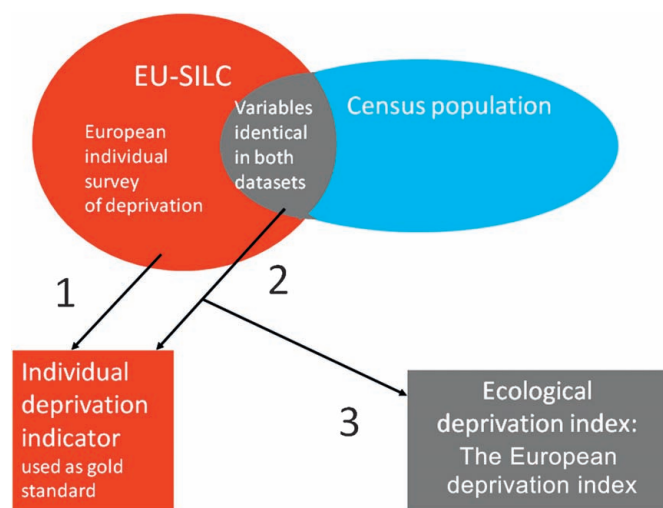 EU-SILC
European
individual
survey
of deprivation
Variables
identical
in both
datasets
Census population
1
2
Individual
deprivation
indicator
used as gold
standard
3
Ecological
deprivation index:
The European
deprivation index